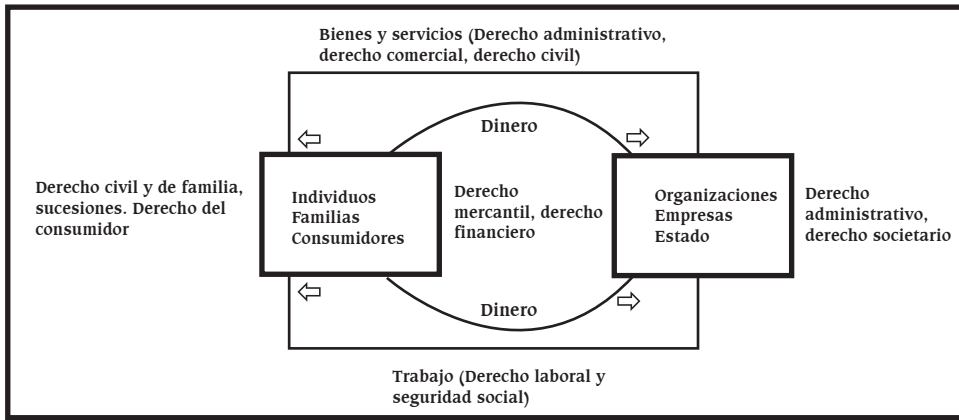 Bienes y servicios (Derecho administrativo,
derecho comercial, derecho civil)
Dinero
Derecho civil y de familia,
sucesiones. Derecho del
consumidor
Individuos
Familias
Consumidores
Derecho
mercantil, derecho
financiero
Organizaciones
Empresas
Estado
Derecho
administrativo,
derecho societario
Dinero
Trabajo (Derecho laboral y
seguridad social)